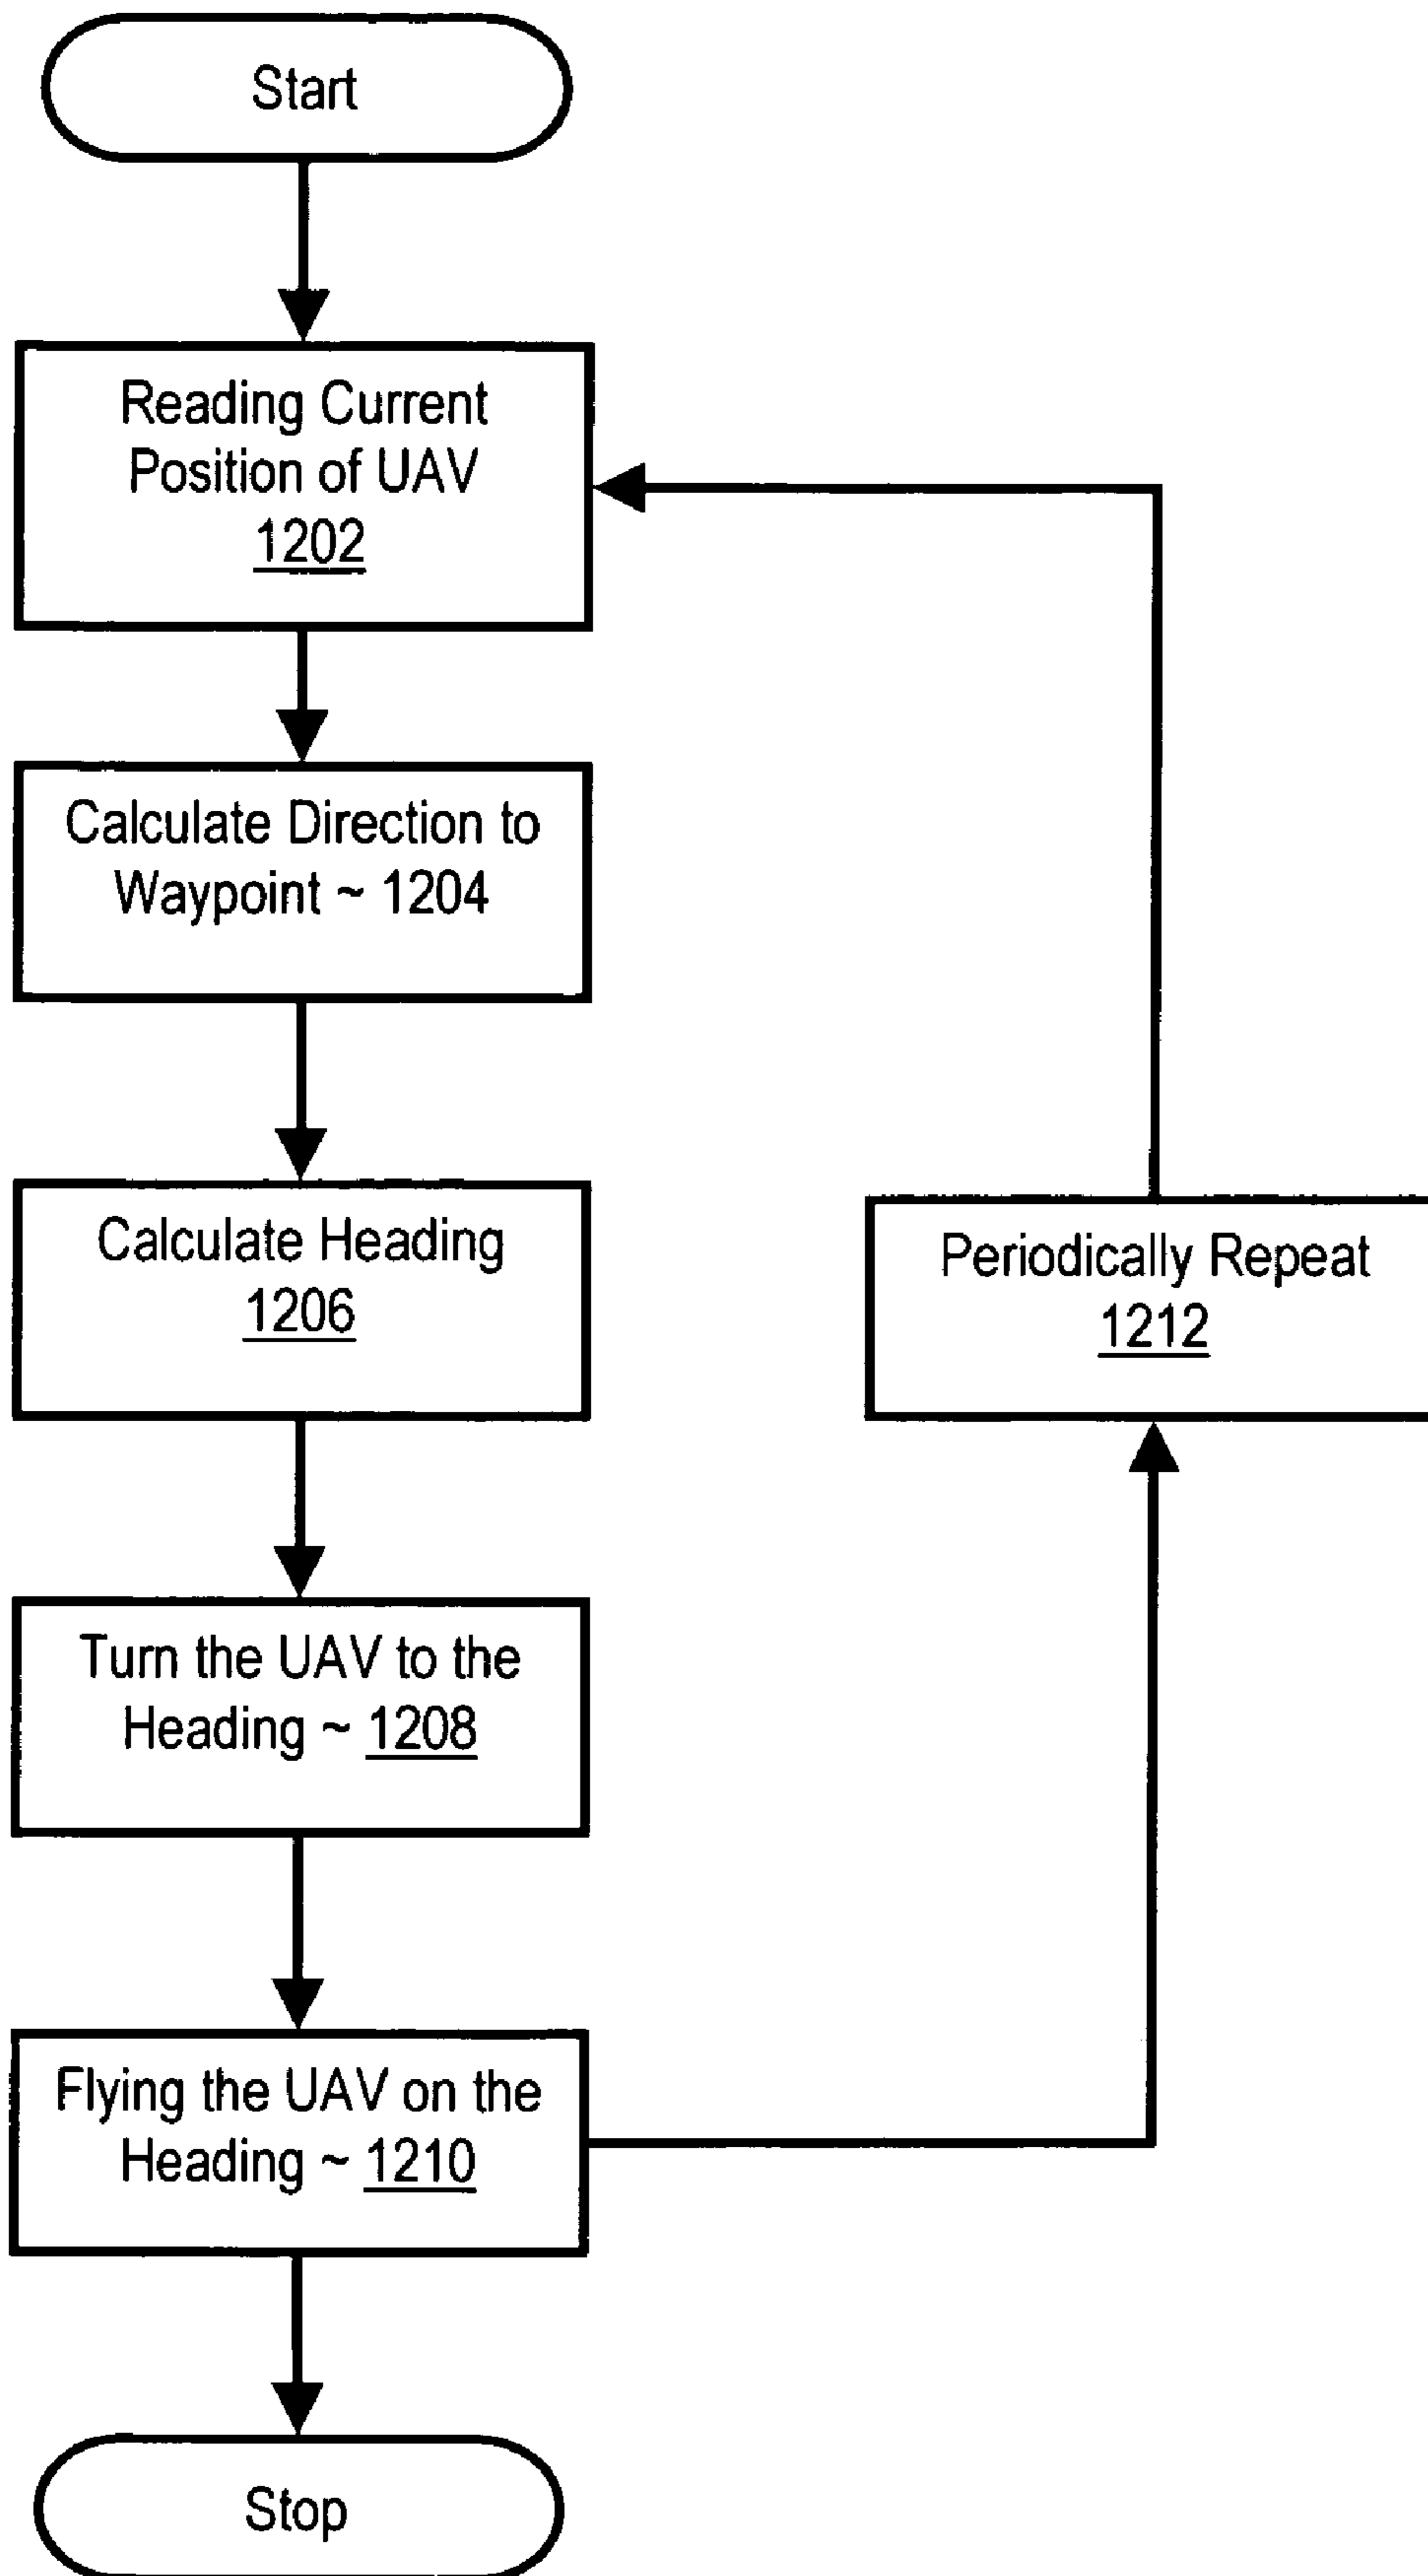 Start
Reading Current
Position of UAV
1202
Calculate Direction to
Waypoint ~ 1204
Calculate Heading
1206
Periodically Repeat
1212
Turn the UAV to the
Heading ~ 1208
Flying the UAV on the
Heading ~ 1210
Stop